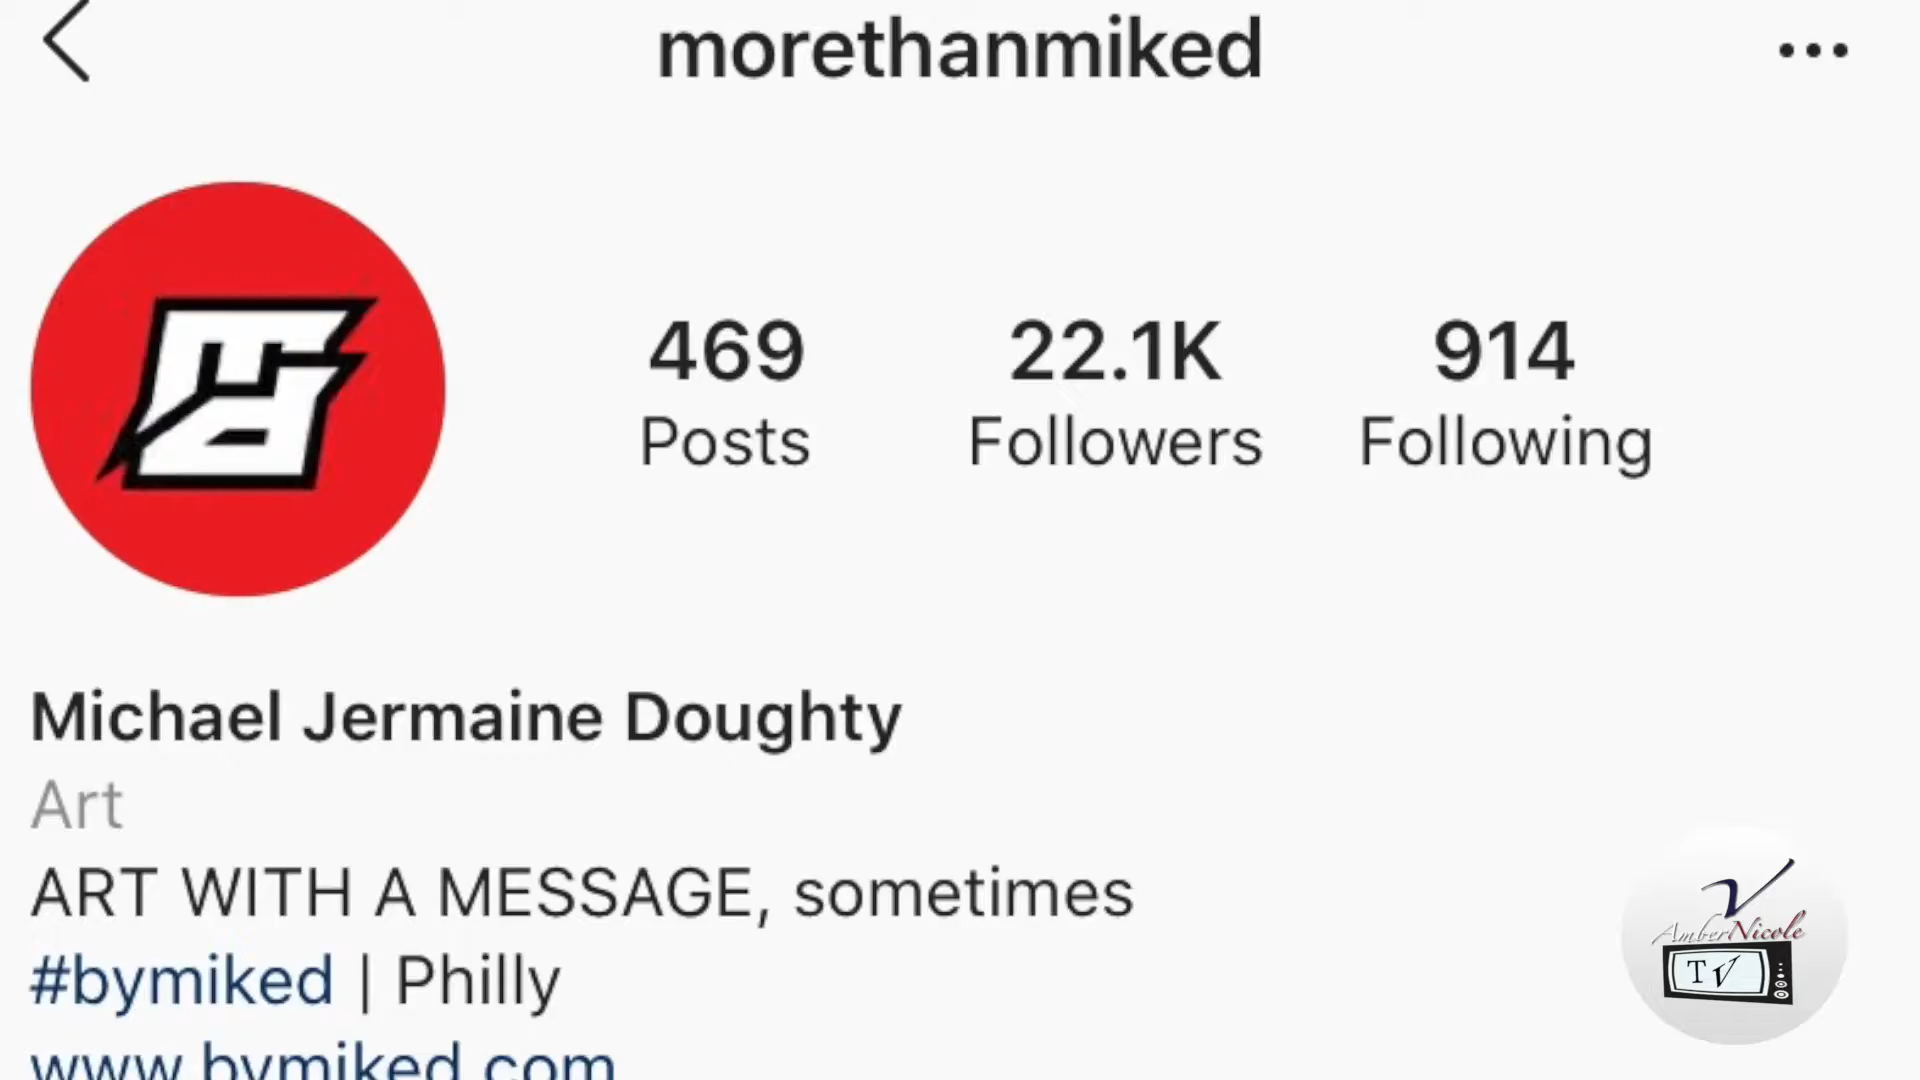 morethanmiked
469 22.1K 914
Posts Followers Following
Michael Jermaine Doughty
Art
ART WITH A MESSAGE, sometimes
#bymiked | Philly
www.bymiked.com
AmberNicole
TV